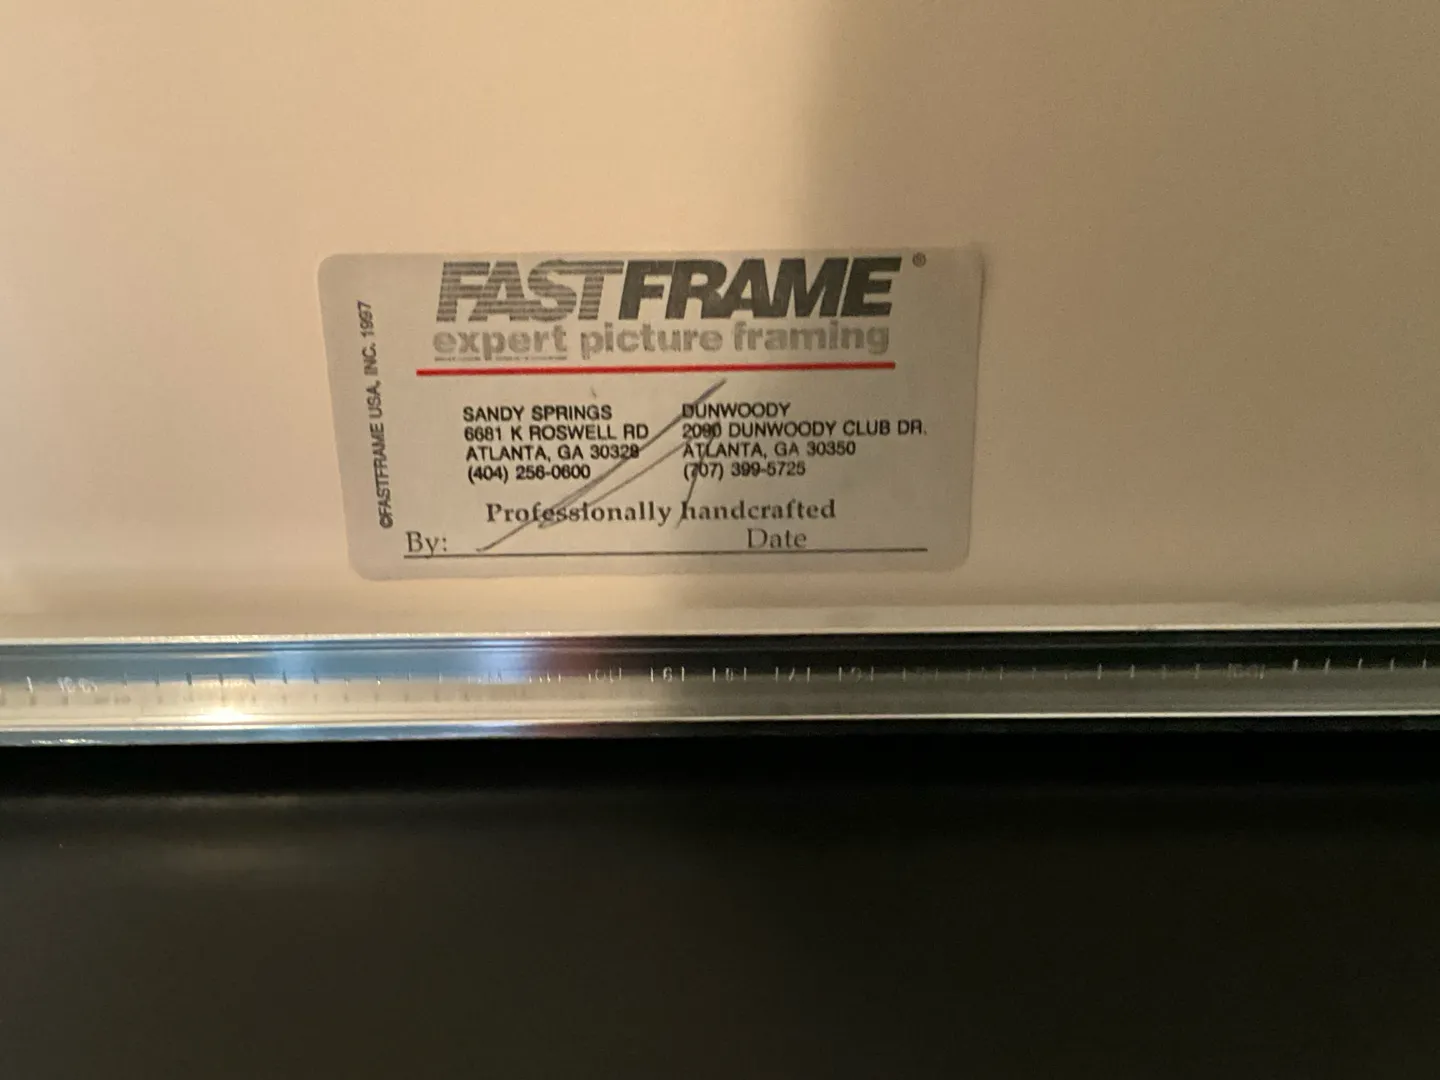 FASTFRAME®
expert picture framing
©FASTFRAME USA, INC. 1997
SANDY SPRINGS
6681 K ROSWELL RD
ATLANTA, GA 30328
(404) 256-0600
DUNWOODY
2090 DUNWOODY CLUB DR.
ATLANTA, GA 30350
(707) 399-5725
Professionally handcrafted
By:
Date